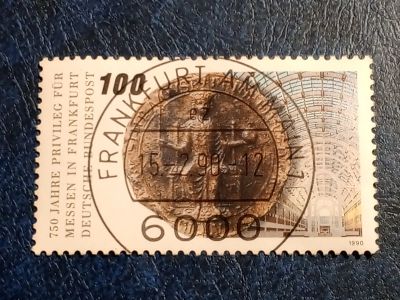 750 JAHRE PRIVILEG FÜR
MESSEN IN FRANKFURT
DEUTSCHE BUNDESPOST
100
FRANKFURT AM MAIN 1
az
15.-2.90-12
6000
1990